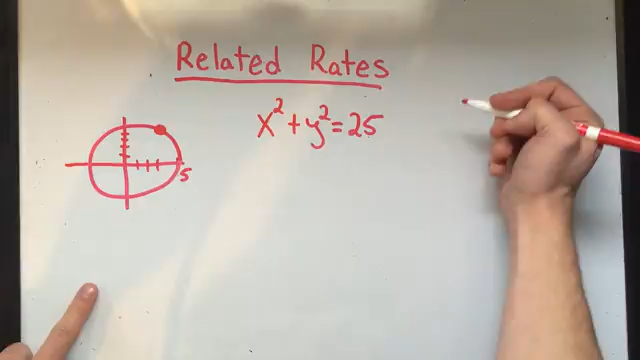 Related Rates
x² + y² = 25
5